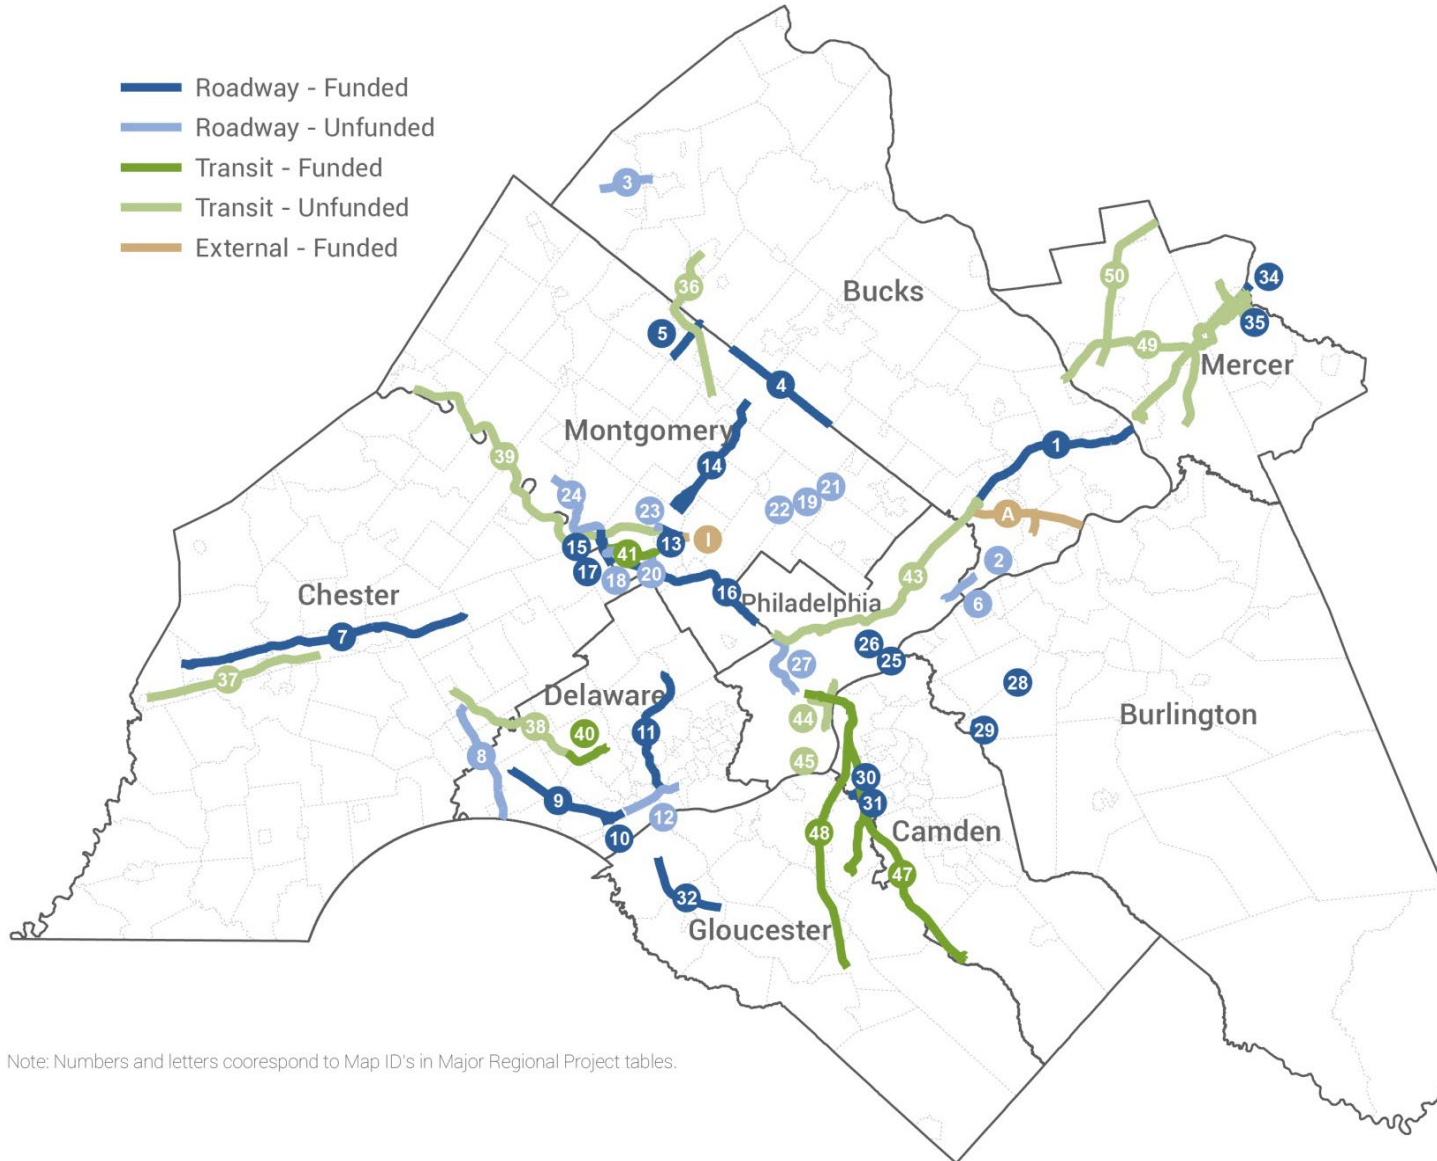 Roadway - Funded
Roadway - Unfunded
Transit - Funded
Transit - Unfunded
External - Funded
3
Bucks
36
50
34
5
35
49
Mercer
4
Montgomery
1
39
14
24
21
19
22
23
A
I
13
15
41
2
17
18
20
43
16
Philadelphia
6
Chester
7
26
25
27
37
28
Delaware
Burlington
44
38
11
40
29
8
45
30
9
31
12
48
Camden
10
47
32
Gloucester
Note: Numbers and letters coorespond to Map ID's in Major Regional Project tables.